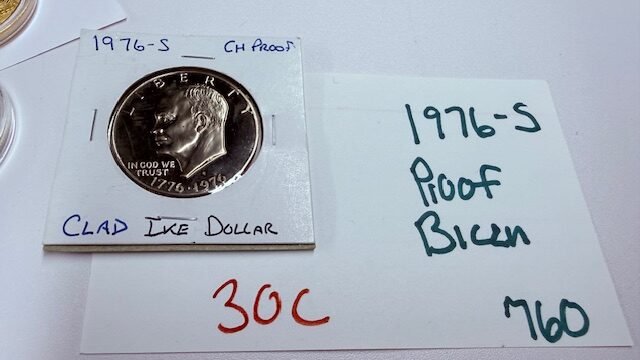 1976-S CH PROOF
LIBERTY
IN GOD WE
TRUST
S
1776·1976
CLAD IKE DOLLAR
1976-S
Proof
Bicen
30C
760